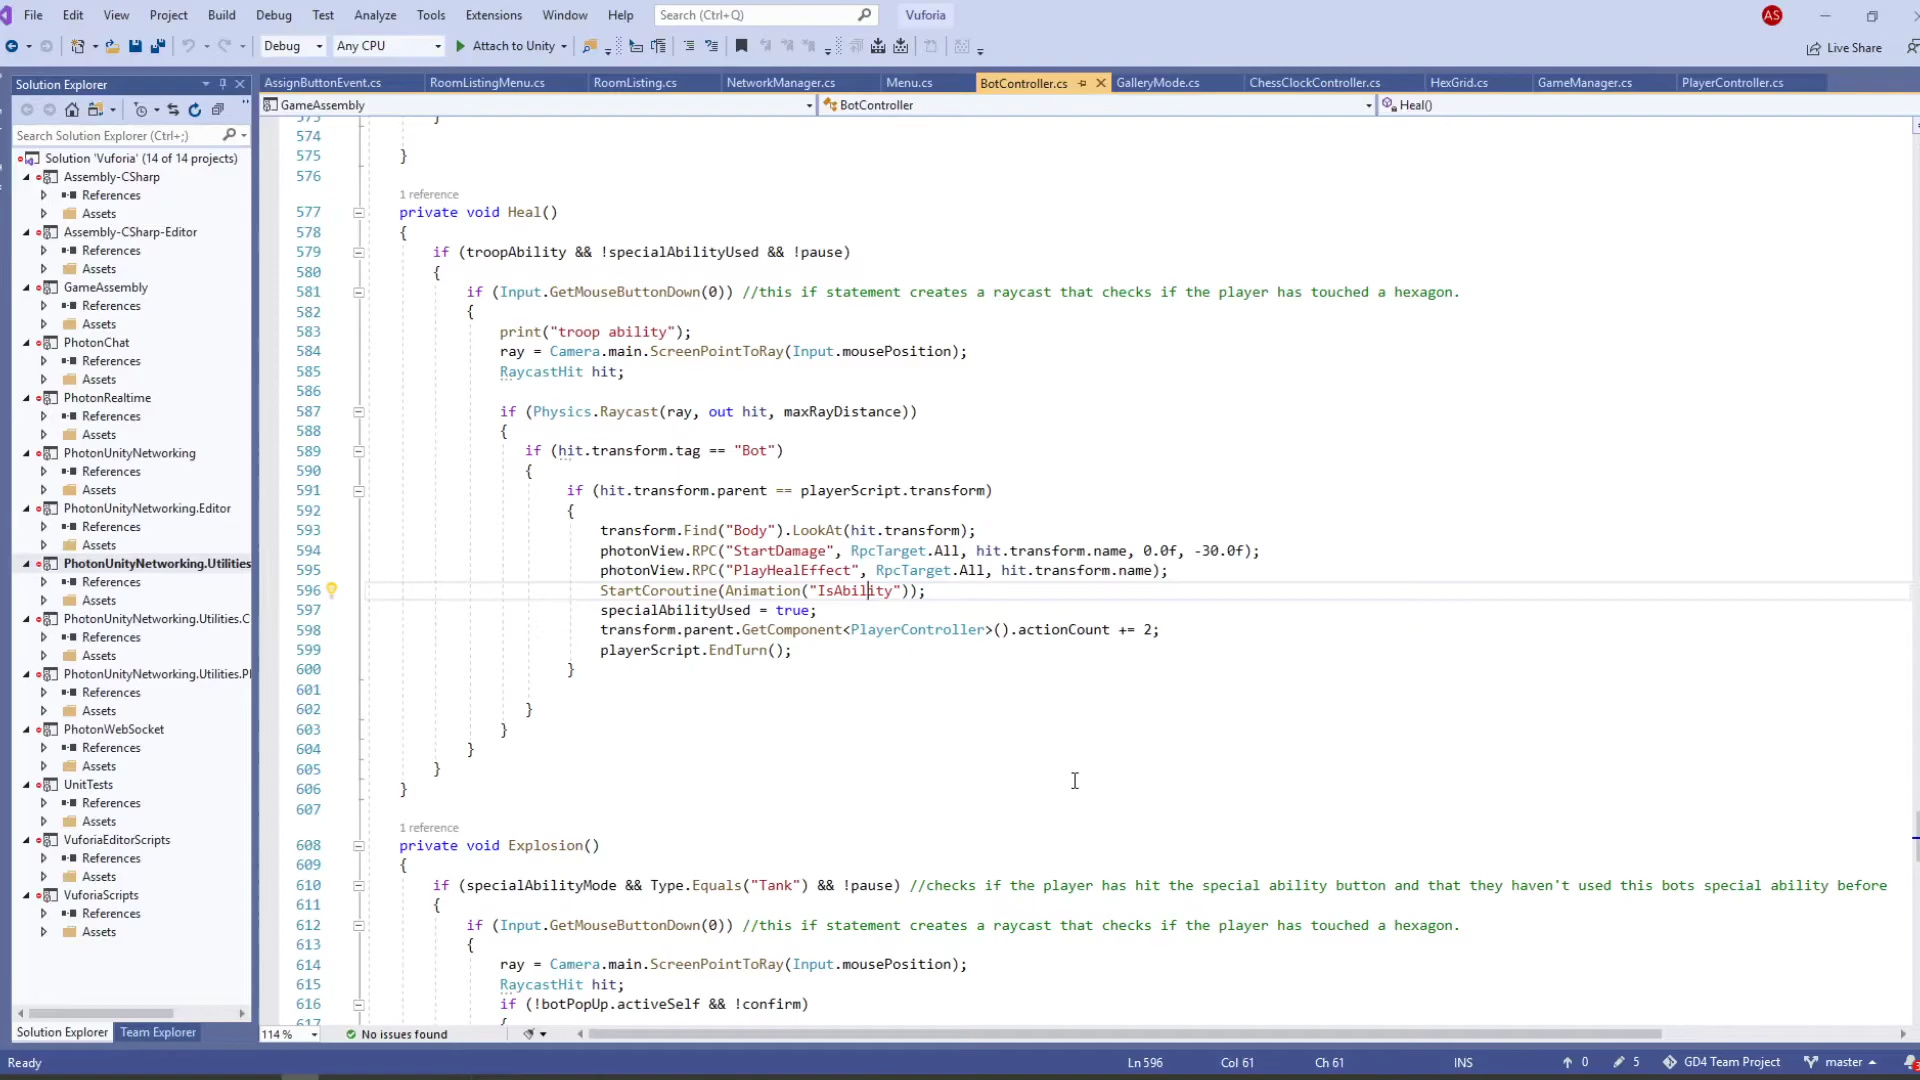 File Edit View Project Build Debug Test Analyze Tools Extensions Window Help Search (Ctrl+Q) Vuforia AS
Debug Any CPU Attach to Unity Live Share
Solution Explorer
Search Solution Explorer (Ctrl+;)
Solution 'Vuforia' (14 of 14 projects)
Assembly-CSharp
References
Assets
Assembly-CSharp-Editor
References
Assets
GameAssembly
References
Assets
PhotonChat
References
Assets
PhotonRealtime
References
Assets
PhotonUnityNetworking
References
Assets
PhotonUnityNetworking.Editor
References
Assets
PhotonUnityNetworking.Utilities
References
Assets
PhotonUnityNetworking.Utilities.C
References
Assets
PhotonUnityNetworking.Utilities.Pl
References
Assets
PhotonWebSocket
References
Assets
UnitTests
References
Assets
VuforiaEditorScripts
References
Assets
VuforiaScripts
References
Assets
Solution Explorer Team Explorer
AssignButtonEvent.cs RoomListingMenu.cs RoomListing.cs NetworkManager.cs Menu.cs BotController.cs GalleryMode.cs ChessClockController.cs HexGrid.cs GameManager.cs PlayerController.cs
GameAssembly BotController Heal()
573 }
574
575 }
576
1 reference
577 private void Heal()
578 {
579 if (troopAbility && !specialAbilityUsed && !pause)
580 {
581 if (Input.GetMouseButtonDown(0)) //this if statement creates a raycast that checks if the player has touched a hexagon.
582 {
583 print("troop ability");
584 ray = Camera.main.ScreenPointToRay(Input.mousePosition);
585 RaycastHit hit;
586
587 if (Physics.Raycast(ray, out hit, maxRayDistance))
588 {
589 if (hit.transform.tag == "Bot")
590 {
591 if (hit.transform.parent == playerScript.transform)
592 {
593 transform.Find("Body").LookAt(hit.transform);
594 photonView.RPC("StartDamage", RpcTarget.All, hit.transform.name, 0.0f, -30.0f);
595 photonView.RPC("PlayHealEffect", RpcTarget.All, hit.transform.name);
596 StartCoroutine(Animation("IsAbility"));
597 specialAbilityUsed = true;
598 transform.parent.GetComponent<PlayerController>().actionCount += 2;
599 playerScript.EndTurn();
600 }
601
602 }
603 }
604 }
605 }
606 }
607
1 reference
608 private void Explosion()
609 {
610 if (specialAbilityMode && Type.Equals("Tank") && !pause) //checks if the player has hit the special ability button and that they haven't used this bots special ability before
611 {
612 if (Input.GetMouseButtonDown(0)) //this if statement creates a raycast that checks if the player has touched a hexagon.
613 {
614 ray = Camera.main.ScreenPointToRay(Input.mousePosition);
615 RaycastHit hit;
616 if (!botPopUp.activeSelf && !confirm)
617 {
114 % No issues found
Ready Ln 596 Col 61 Ch 61 INS 0 5 GD4 Team Project master